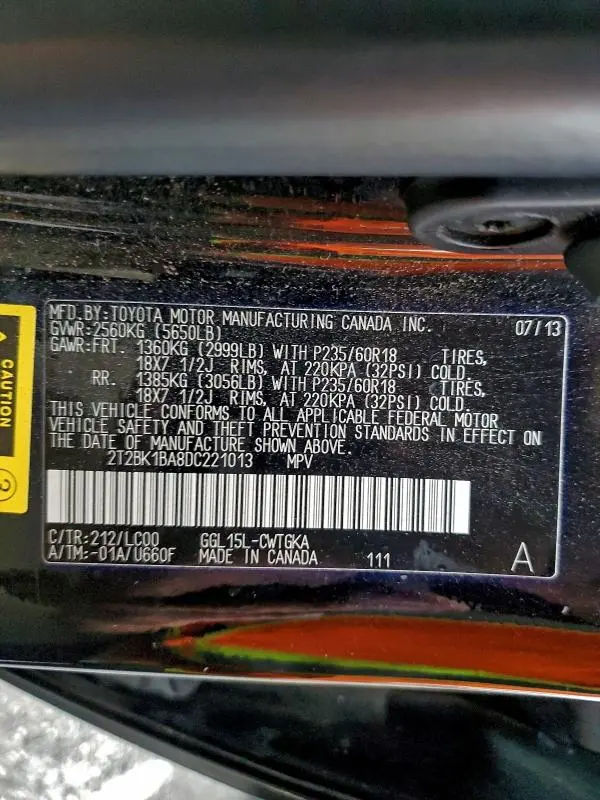 MFD.BY:TOYOTA MOTOR MANUFACTURING CANADA INC. 07/13
GVWR:2560KG (5650LB)
GAWR:FRT. 1360KG (2999LB) WITH P235/60R18 TIRES,
18X7 1/2J RIMS, AT 220KPA (32PSI) COLD
RR. 1385KG (3056LB) WITH P235/60R18 TIRES,
18X7 1/2J RIMS, AT 220KPA (32PSI) COLD
THIS VEHICLE CONFORMS TO ALL APPLICABLE FEDERAL MOTOR
VEHICLE SAFETY AND THEFT PREVENTION STANDARDS IN EFFECT ON
THE DATE OF MANUFACTURE SHOWN ABOVE.
2T2BK1BA8DC221013 MPV
C/TR:212/LC00 GGL15L-CWTGKA
A/TM:-01A/U660F MADE IN CANADA 111 A
CAUTION